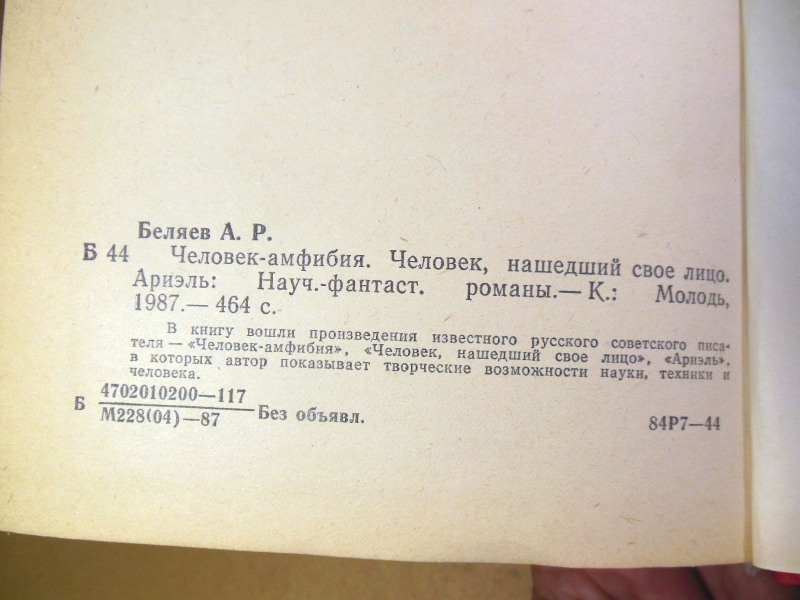 Беляев А. Р.
Б 44 Человек-амфибия. Человек, нашедший свое лицо.
Ариэль: Науч.-фантаст. романы.— К.: Молодь,
1987.— 464 с.
В книгу вошли произведения известного русского советского писа-
теля — «Человек-амфибия», «Человек, нашедший свое лицо», «Ариэль»,
в которых автор показывает творческие возможности науки, техники и
человека.
Б 4702010200—117
М228(04)—87 Без объявл.
84Р7—44